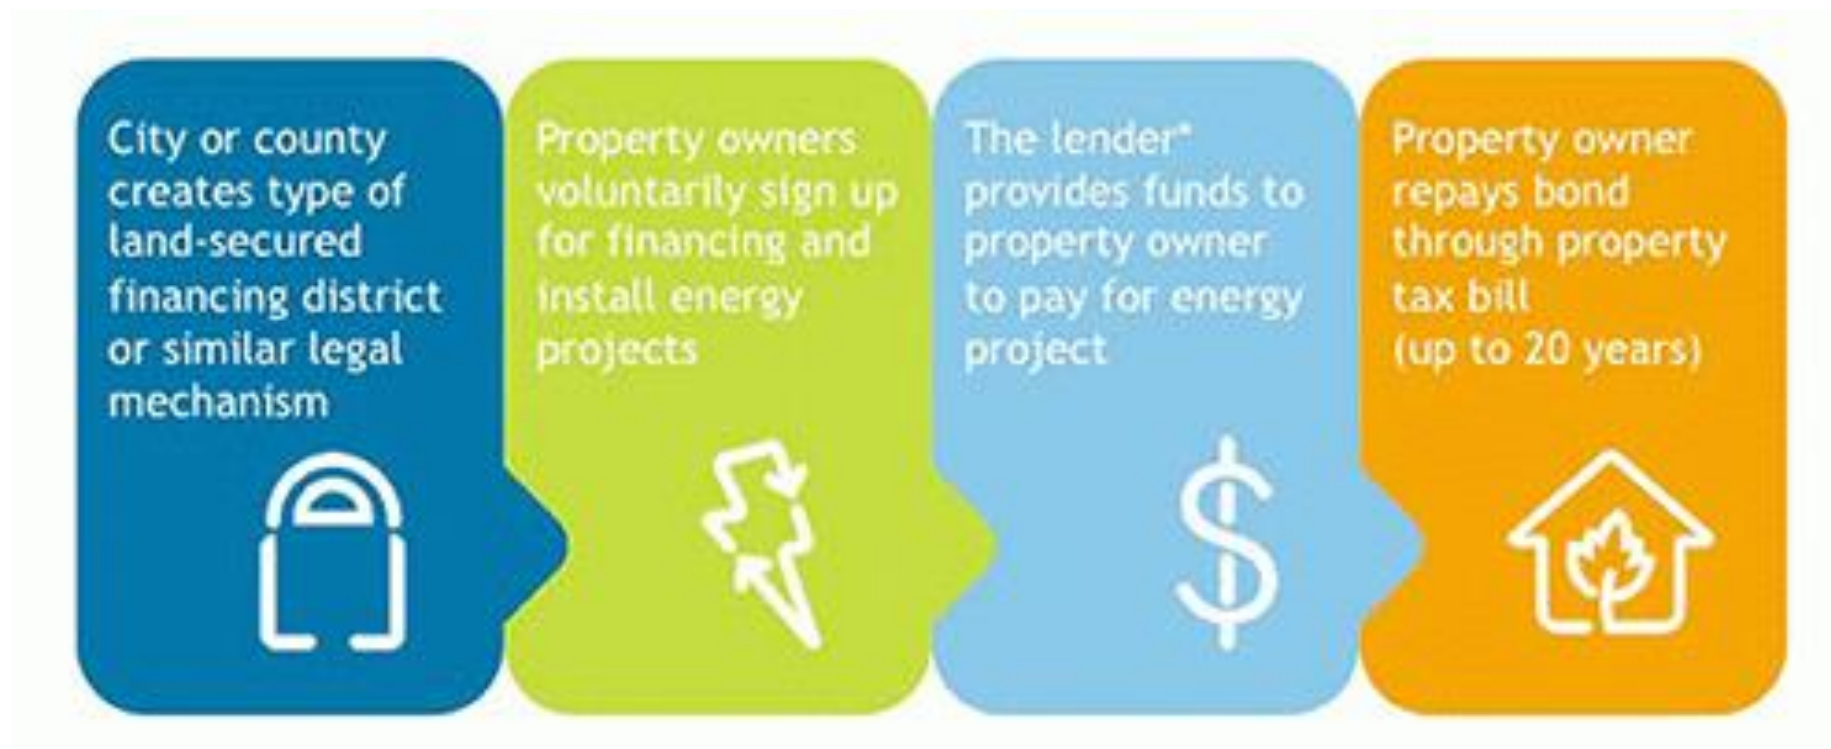 City or county
creates type of
land-secured
financing district
or similar legal
mechanism
Property owners
voluntarily sign up
for financing and
install energy
projects
The lender*
provides funds to
property owner
to pay for energy
project
Property owner
repays bond
through property
tax bill
(up to 20 years)